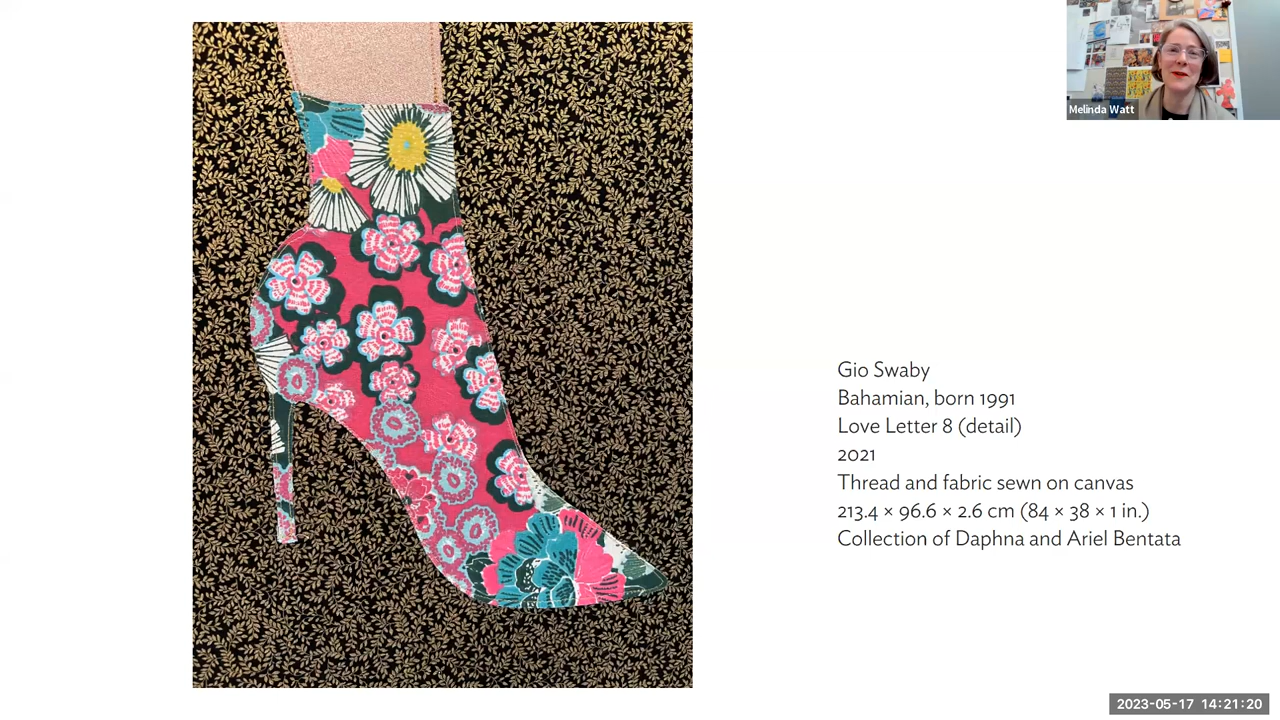 Melinda Watt
Gio Swaby
Bahamian, born 1991
Love Letter 8 (detail)
2021
Thread and fabric sewn on canvas
213.4 × 96.6 × 2.6 cm (84 × 38 × 1 in.)
Collection of Daphna and Ariel Bentata
2023-05-17 14:21:20